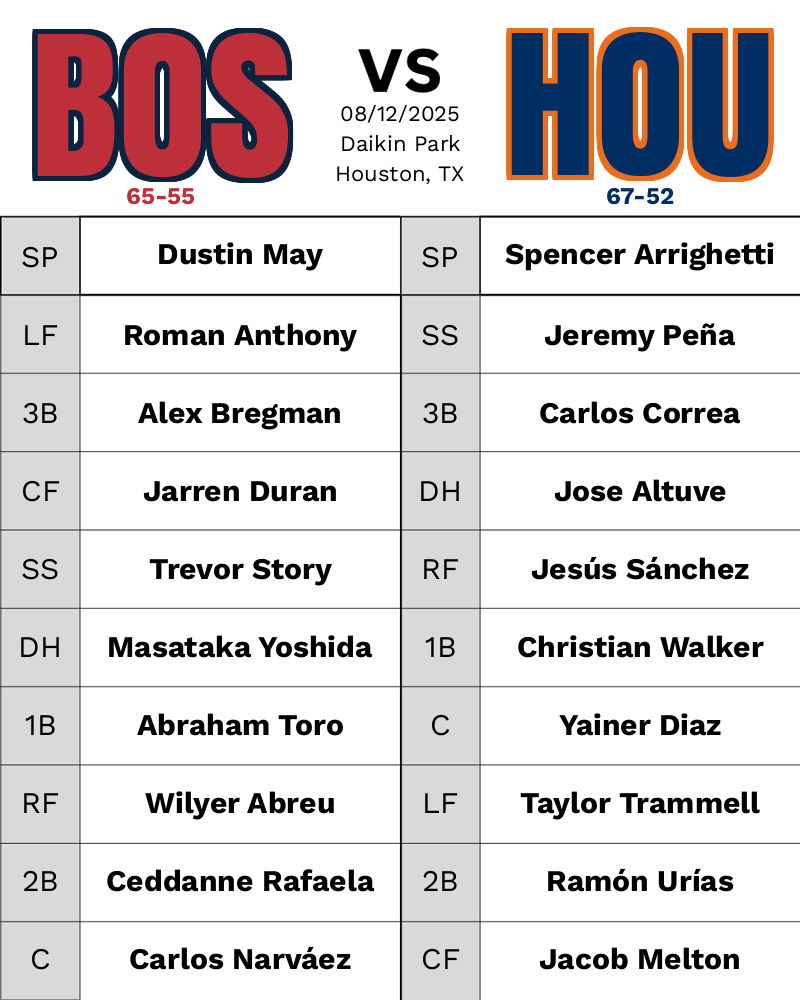 BOS
VS
HOU
08/12/2025
Daikin Park
Houston, TX
65-55
67-52
SP Dustin May SP Spencer Arrighetti
LF Roman Anthony SS Jeremy Peña
3B Alex Bregman 3B Carlos Correa
CF Jarren Duran DH Jose Altuve
SS Trevor Story RF Jesús Sánchez
DH Masataka Yoshida 1B Christian Walker
1B Abraham Toro C Yainer Diaz
RF Wilyer Abreu LF Taylor Trammell
2B Ceddanne Rafaela 2B Ramón Urías
C Carlos Narváez CF Jacob Melton